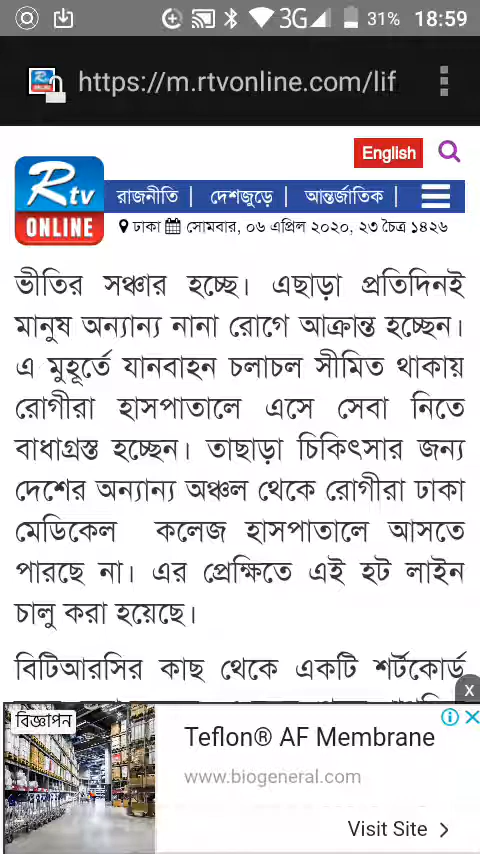 3G 31% 18:59
https://m.rtvonline.com/lif
English
Rtv ONLINE
রাজনীতি | দেশজুড়ে | আন্তর্জাতিক |
ঢাকা সোমবার, ০৬ এপ্রিল ২০২০, ২৩ চৈত্র ১৪২৬
ভীতির সঞ্চার হচ্ছে। এছাড়া প্রতিদিনই
মানুষ অন্যান্য নানা রোগে আক্রান্ত হচ্ছেন।
এ মুহূর্তে যানবাহন চলাচল সীমিত থাকায়
রোগীরা হাসপাতালে এসে সেবা নিতে
বাধাগ্রস্ত হচ্ছেন। তাছাড়া চিকিৎসার জন্য
দেশের অন্যান্য অঞ্চল থেকে রোগীরা ঢাকা
মেডিকেল কলেজ হাসপাতালে আসতে
পারছে না। এর প্রেক্ষিতে এই হট লাইন
চালু করা হয়েছে।
বিটিআরসির কাছ থেকে একটি শর্টকোর্ড
x
বিজ্ঞাপন
Teflon® AF Membrane
www.biogeneral.com
Visit Site